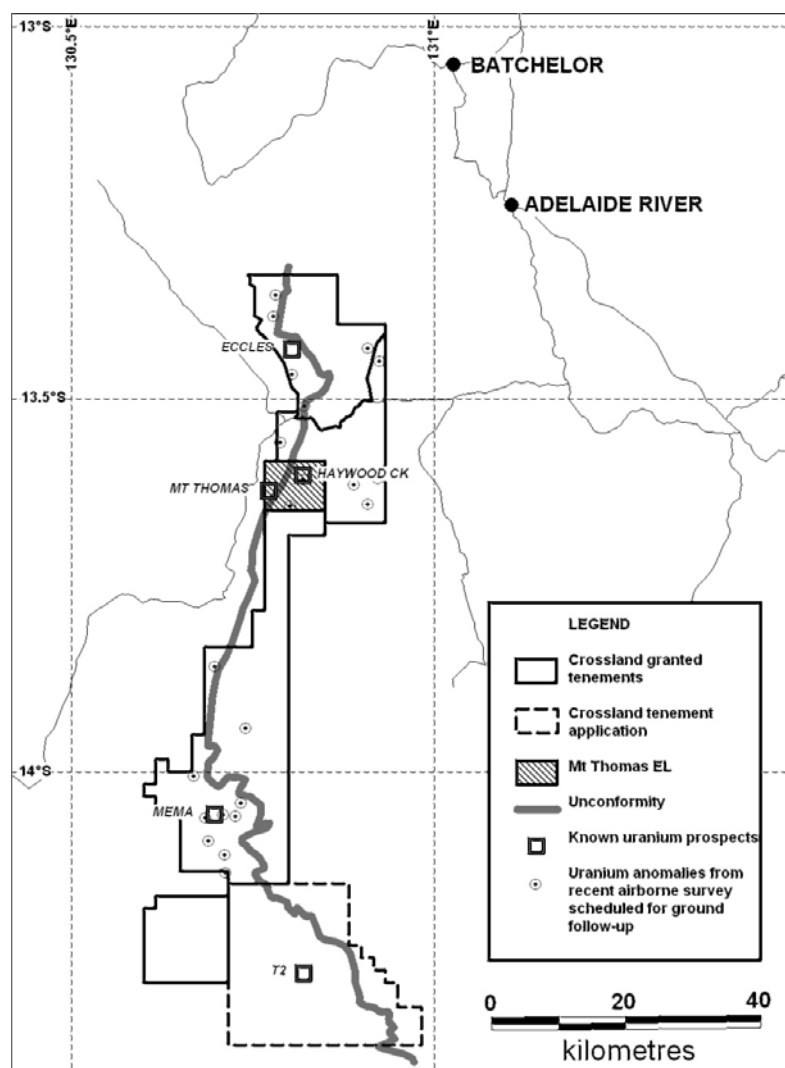 13°S
130.5°E
131°E
BATCHELOR
ADELAIDE RIVER
ECCLES
13.5°S
HAYWOOD CK
MT THOMAS
14°S
MEMA
T2
LEGEND
Crossland granted
tenements
Crossland tenement
application
Mt Thomas EL
Unconformity
Known uranium prospects
Uranium anomalies from
recent airborne survey
scheduled for ground
follow-up
0 20 40
kilometres